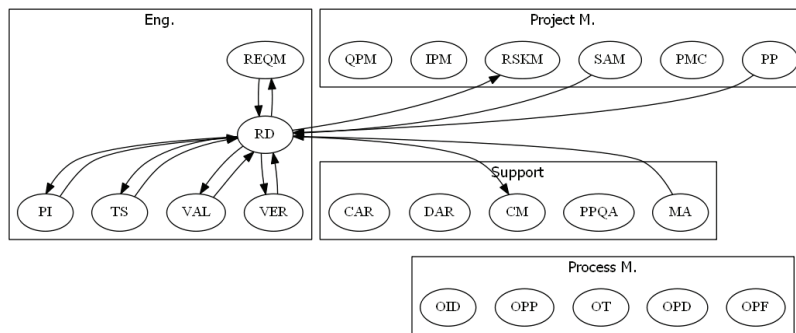 Eng.
Project M.
REQM
QPM
IPM
RSKM
SAM
PMC
PP
RD
Support
PI
TS
VAL
VER
CAR
DAR
CM
PPQA
MA
Process M.
OID
OPP
OT
OPD
OPF